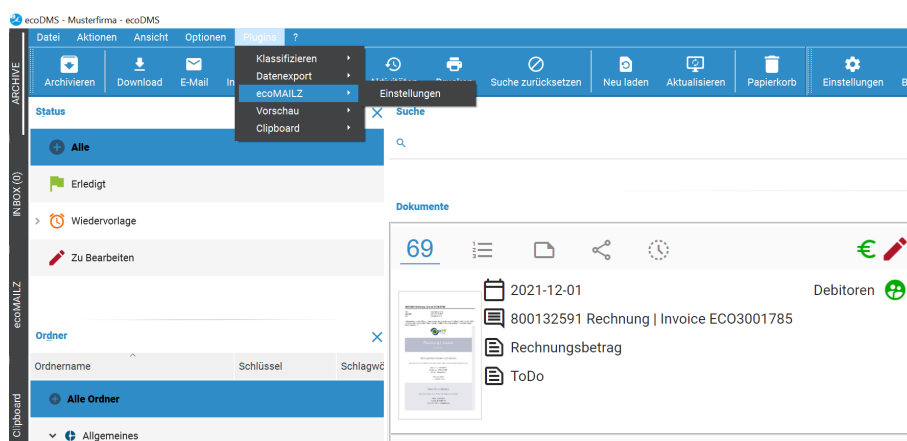 ecoDMS - Musterfirma - ecoDMS
Datei Aktionen Ansicht Optionen Plugins ?
Archivieren Download E-Mail Suche zurücksetzen Neu laden Aktualisieren Papierkorb Einstellungen
Klassifizieren
Datenexport
ecoMAILZ
Einstellungen
Vorschau
Clipboard
ARCHIVE
INBOX (0)
ecoMAILZ
Clipboard
Status
Alle
Erledigt
Wiedervorlage
Zu Bearbeiten
Ordner
Ordnername Schlüssel Schlagwö
Alle Ordner
Allgemeines
Suche
Dokumente
69
2021-12-01 Debitoren
800132591 Rechnung | Invoice ECO3001785
Rechnungsbetrag
ToDo